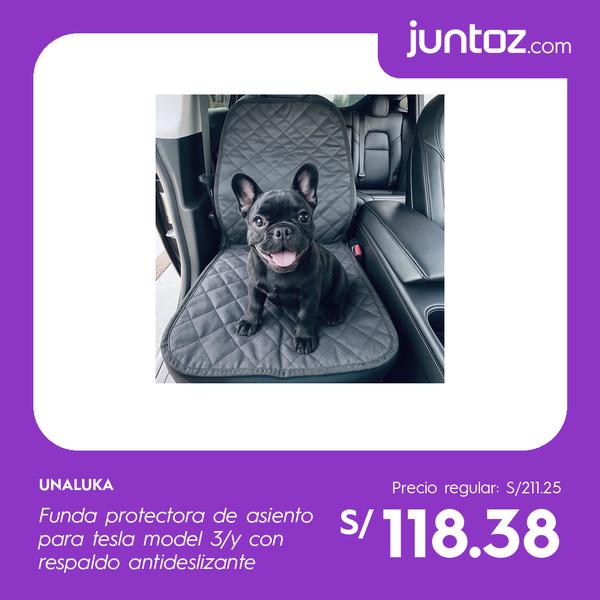 juntoz.com
UNALUKA
Funda protectora de asiento
para tesla model 3/y con
respaldo antideslizante
Precio regular: S/211.25
S/118.38